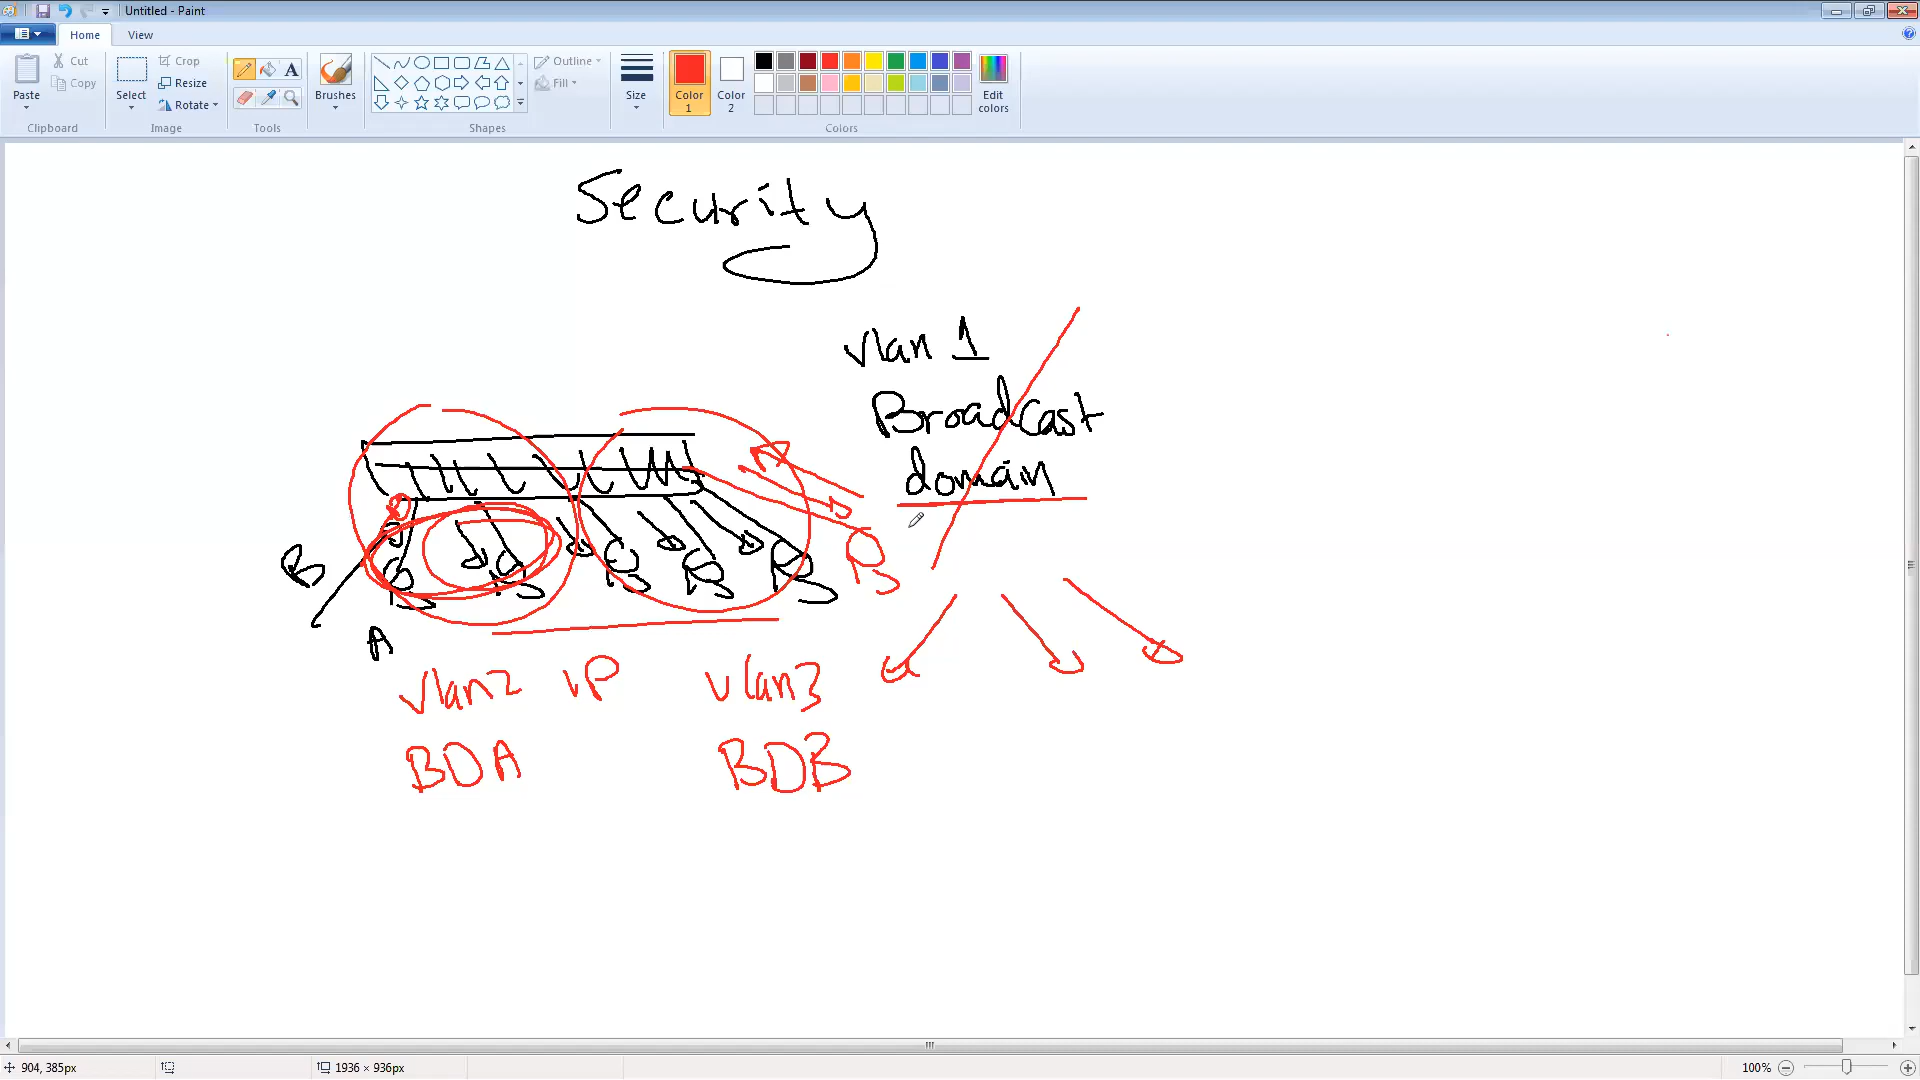 Untitled - Paint
Home View
Cut
Copy
Paste
Clipboard
Crop
Resize
Rotate
Select
Image
Tools
Brushes
Shapes
Outline
Fill
Size
Color 1
Color 2
Edit colors
Colors
Security
Vlan 1
Broadcast
domain
B
A
Vlan2 VP Vlan3
BDA BDB
904, 385px
1936 × 936px
100%